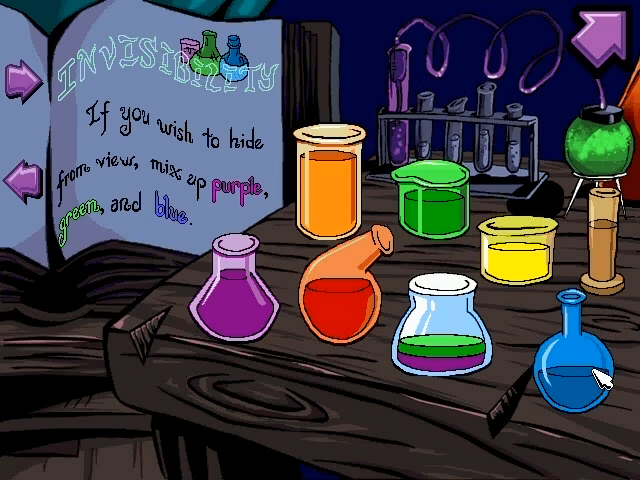 INVISIBILITY
If you wish to hide
from view, mix up purple,
green, and blue.